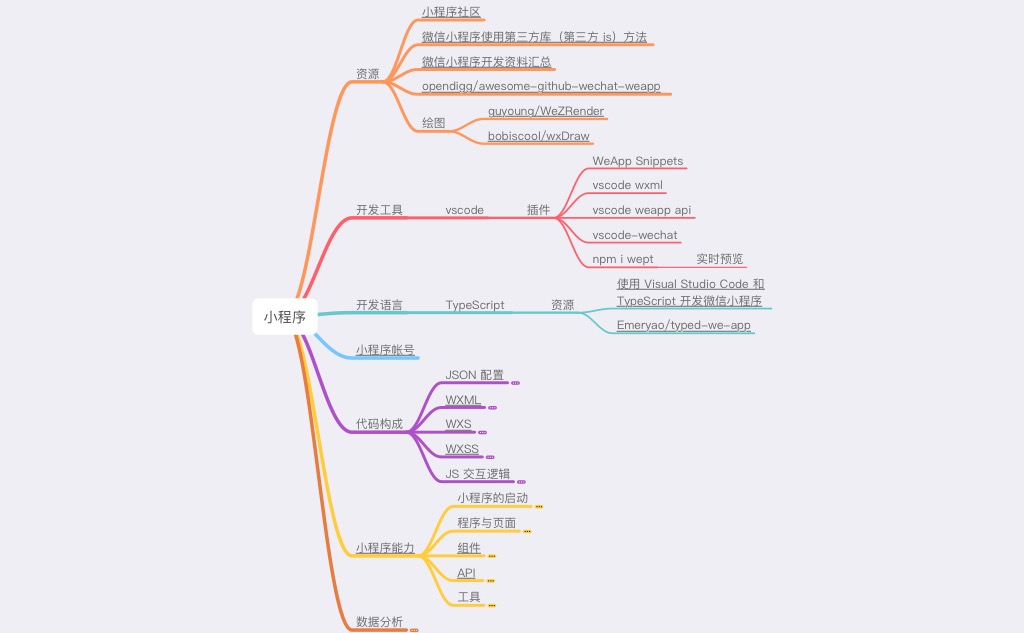 小程序社区
微信小程序使用第三方库（第三方 js）方法
微信小程序开发资料汇总
资源
opendigg/awesome-github-wechat-weapp
guyoung/WeZRender
绘图
bobiscool/wxDraw
WeApp Snippets
vscode wxml
开发工具 vscode 插件 vscode weapp api
vscode-wechat
npm i wept 实时预览
使用 Visual Studio Code 和
TypeScript 开发微信小程序
开发语言 TypeScript 资源
Emeryao/typed-we-app
小程序
小程序帐号
JSON 配置
WXML
代码构成 WXS
WXSS
JS 交互逻辑
小程序的启动
程序与页面
小程序能力 组件
API
工具
数据分析